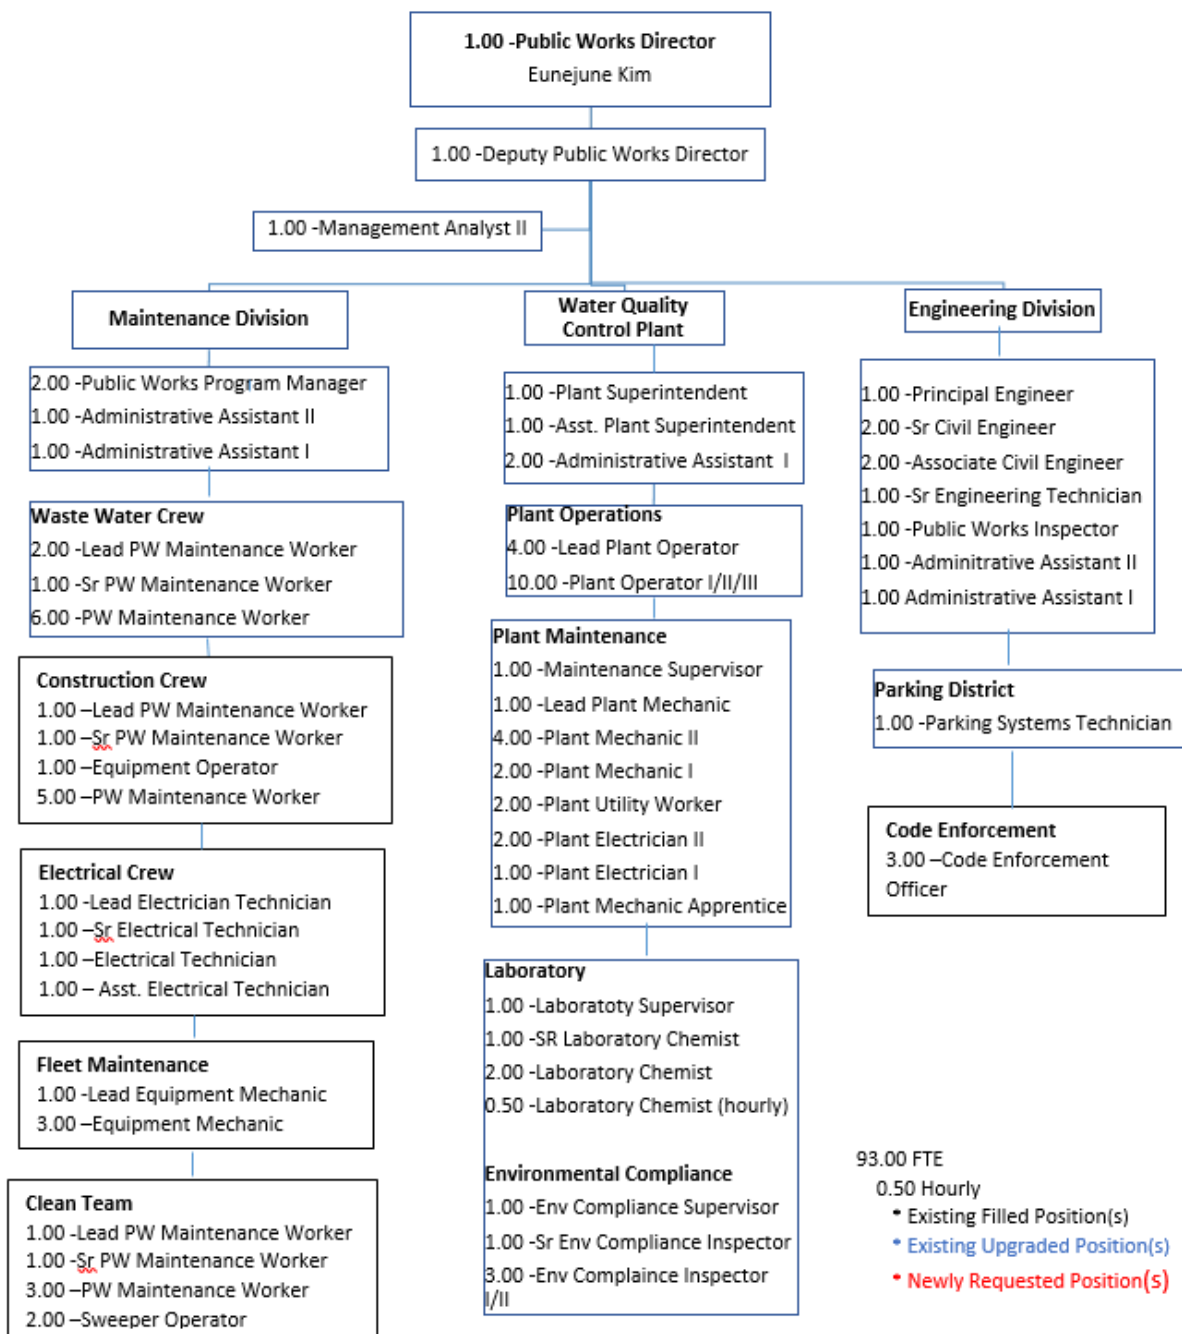 1.00 -Public Works Director
Eunejune Kim
1.00 -Deputy Public Works Director
1.00 -Management Analyst II
Maintenance Division
2.00 -Public Works Program Manager
1.00 -Administrative Assistant II
1.00 -Administrative Assistant I
Waste Water Crew
2.00 -Lead PW Maintenance Worker
1.00 -Sr PW Maintenance Worker
6.00 -PW Maintenance Worker
Construction Crew
1.00 –Lead PW Maintenance Worker
1.00 –Sr PW Maintenance Worker
1.00 –Equipment Operator
5.00 –PW Maintenance Worker
Electrical Crew
1.00 -Lead Electrician Technician
1.00 –Sr Electrical Technician
1.00 –Electrical Technician
1.00 – Asst. Electrical Technician
Fleet Maintenance
1.00 -Lead Equipment Mechanic
3.00 –Equipment Mechanic
Clean Team
1.00 -Lead PW Maintenance Worker
1.00 -Sr PW Maintenance Worker
3.00 –PW Maintenance Worker
2.00 –Sweeper Operator
Water Quality
Control Plant
1.00 -Plant Superintendent
1.00 -Asst. Plant Superintendent
2.00 -Administrative Assistant I
Plant Operations
4.00 -Lead Plant Operator
10.00 -Plant Operator I/II/III
Plant Maintenance
1.00 -Maintenance Supervisor
1.00 -Lead Plant Mechanic
4.00 -Plant Mechanic II
2.00 -Plant Mechanic I
2.00 -Plant Utility Worker
2.00 -Plant Electrician II
1.00 -Plant Electrician I
1.00 -Plant Mechanic Apprentice
Laboratory
1.00 -Laboratoty Supervisor
1.00 -SR Laboratory Chemist
2.00 -Laboratory Chemist
0.50 -Laboratory Chemist (hourly)
Environmental Compliance
1.00 -Env Compliance Supervisor
1.00 -Sr Env Compliance Inspector
3.00 -Env Complaince Inspector
I/II
Engineering Division
1.00 -Principal Engineer
2.00 -Sr Civil Engineer
2.00 -Associate Civil Engineer
1.00 -Sr Engineering Technician
1.00 -Public Works Inspector
1.00 -Adminitrative Assistant II
1.00 Administrative Assistant I
Parking District
1.00 -Parking Systems Technician
Code Enforcement
3.00 –Code Enforcement
Officer
93.00 FTE
0.50 Hourly
* Existing Filled Position(s)
* Existing Upgraded Position(s)
* Newly Requested Position(s)